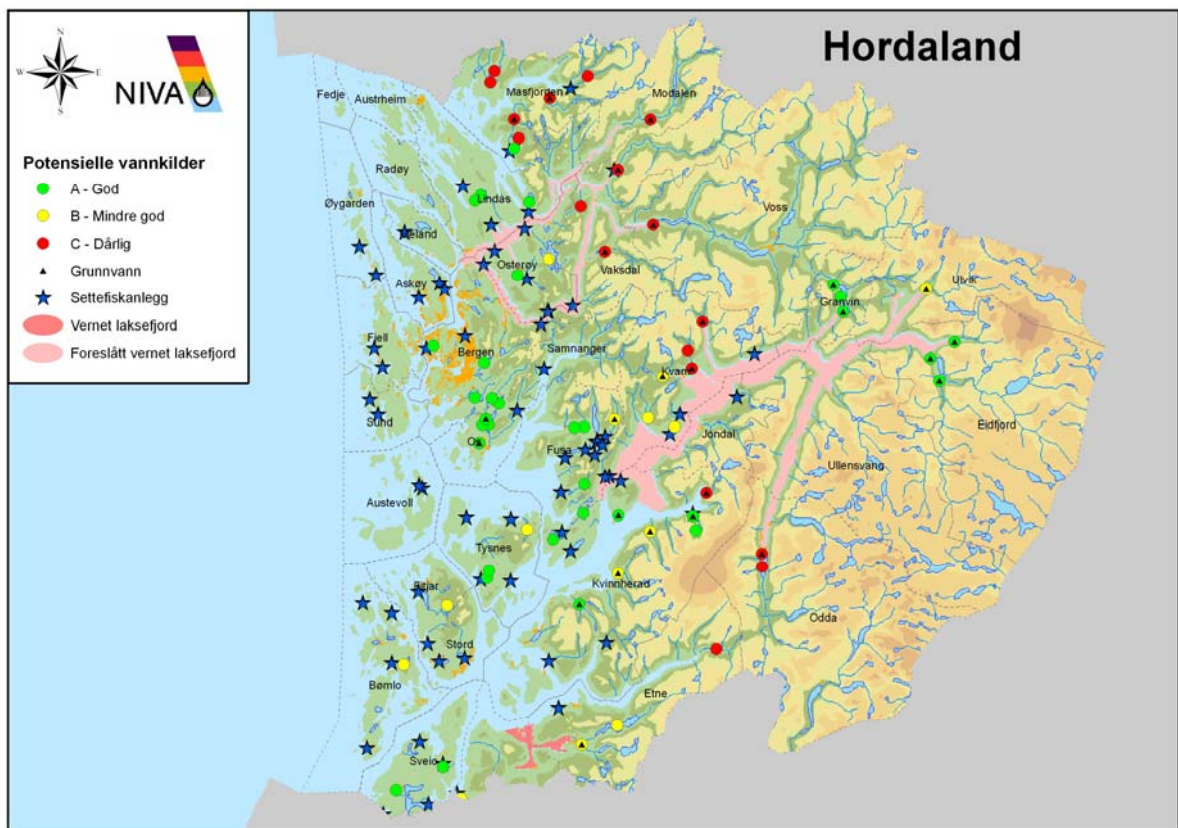 Hordaland
N
W
E
S
NIVA
Potensielle vannkilder
A - God
B - Mindre god
C - Dårlig
Grunnvann
Settefiskanlegg
Vernet laksefjord
Foreslått vernet laksefjord
Fedje
Austrheim
Masfjorden
Modalen
Radøy
Lindås
Øygarden
Voss
Meland
Osterøy
Vaksdal
Askøy
Ulvik
Granvin
Fjell
Bergen
Samnanger
Kvam
Sund
Os
Fusa
Jondal
Eidfjord
Ullensvang
Austevoll
Tysnes
Fitjar
Kvinnherad
Odda
Stord
Bømlo
Etne
Sveio